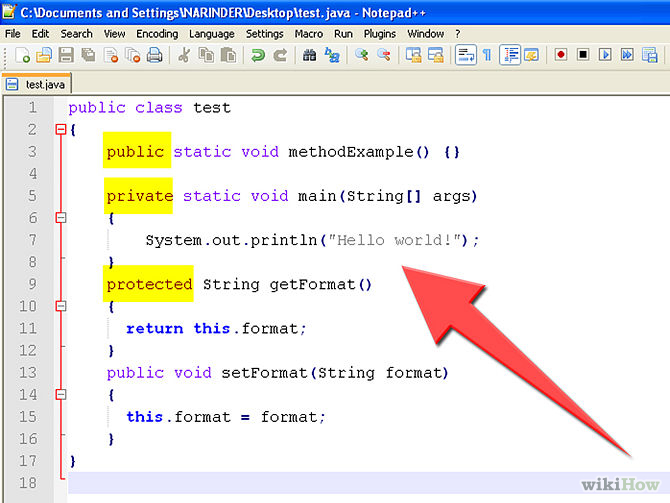 C:\Documents and Settings\NARINDER\Desktop\test.java - Notepad++
File Edit Search View Encoding Language Settings Macro Run Plugins Window ?
test.java
1 public class test
2 {
3 public static void methodExample() {}
4
5 private static void main(String[] args)
6 {
7 System.out.println("Hello world!");
8 }
9 protected String getFormat()
10 {
11 return this.format;
12 }
13 public void setFormat(String format)
14 {
15 this.format = format;
16 }
17 }
18
wikiHow